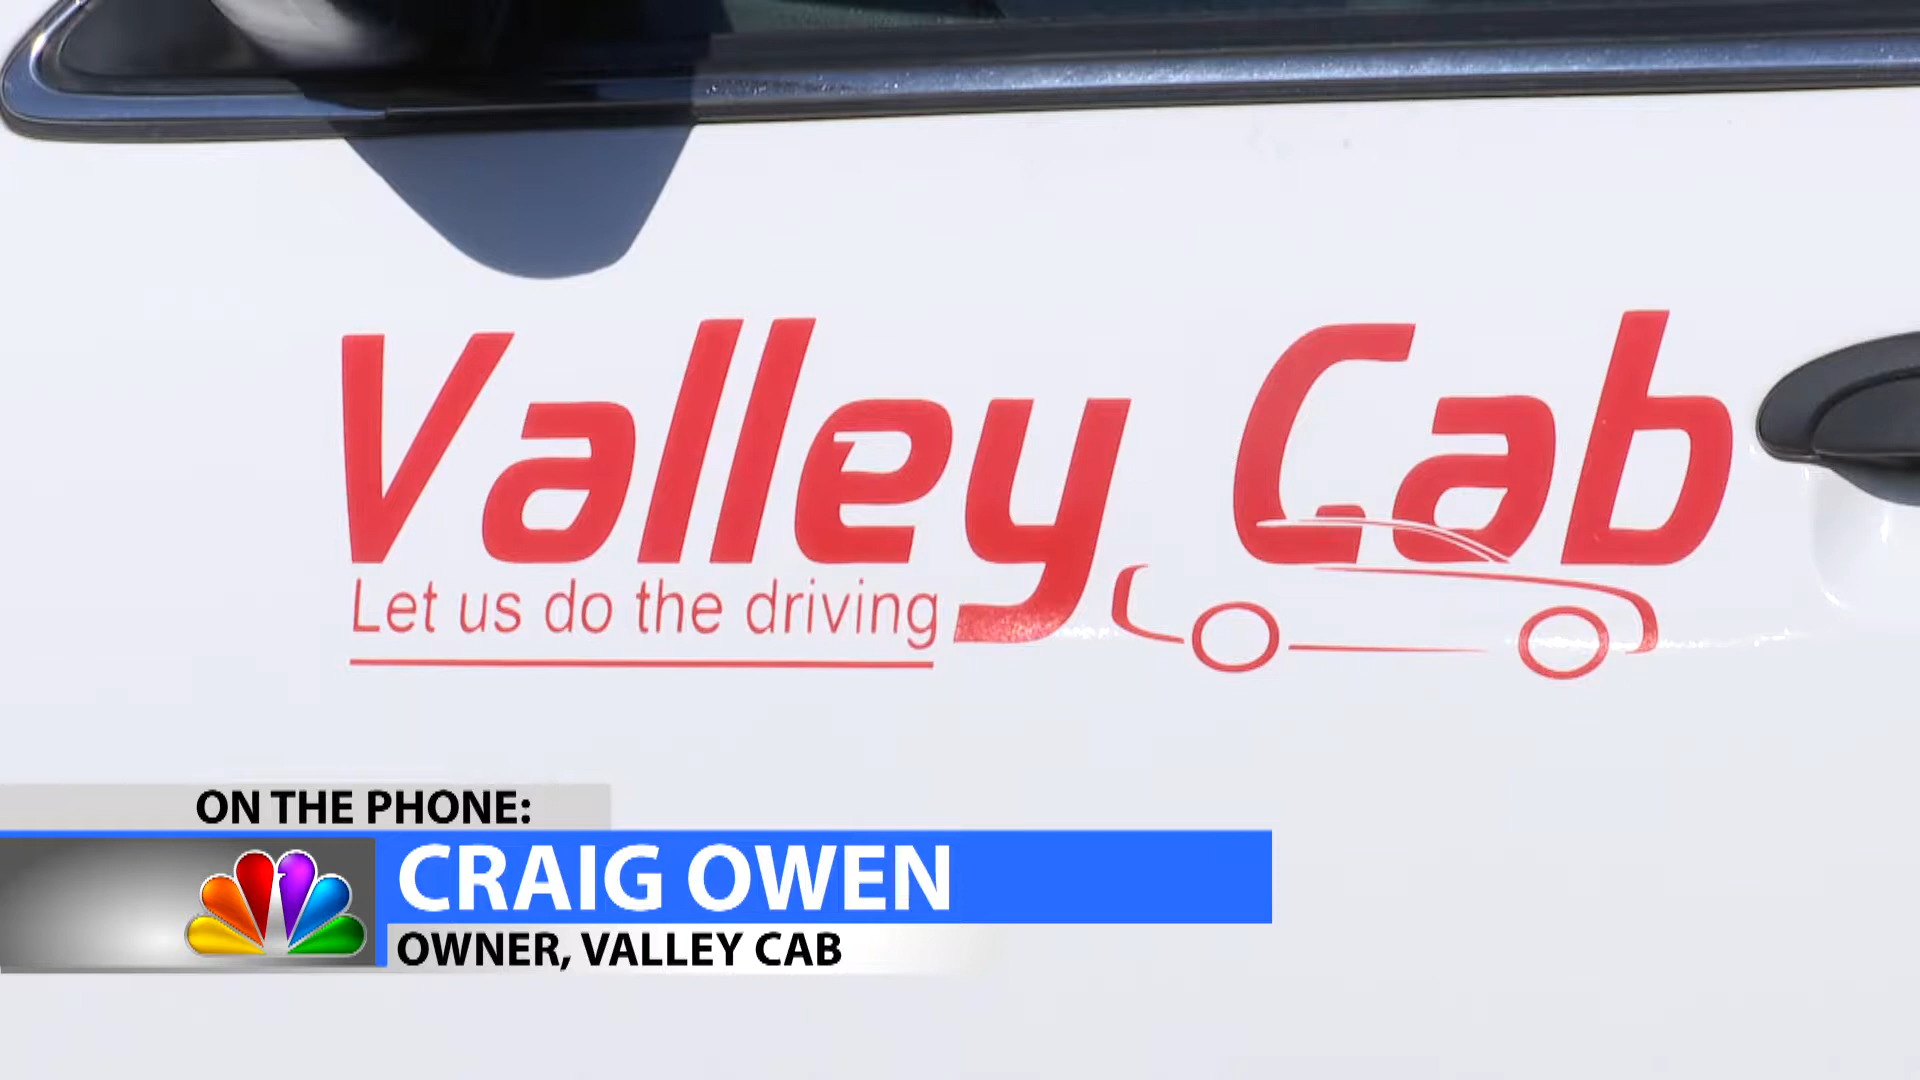 Valley Cab
Let us do the driving
ON THE PHONE:
CRAIG OWEN
OWNER, VALLEY CAB